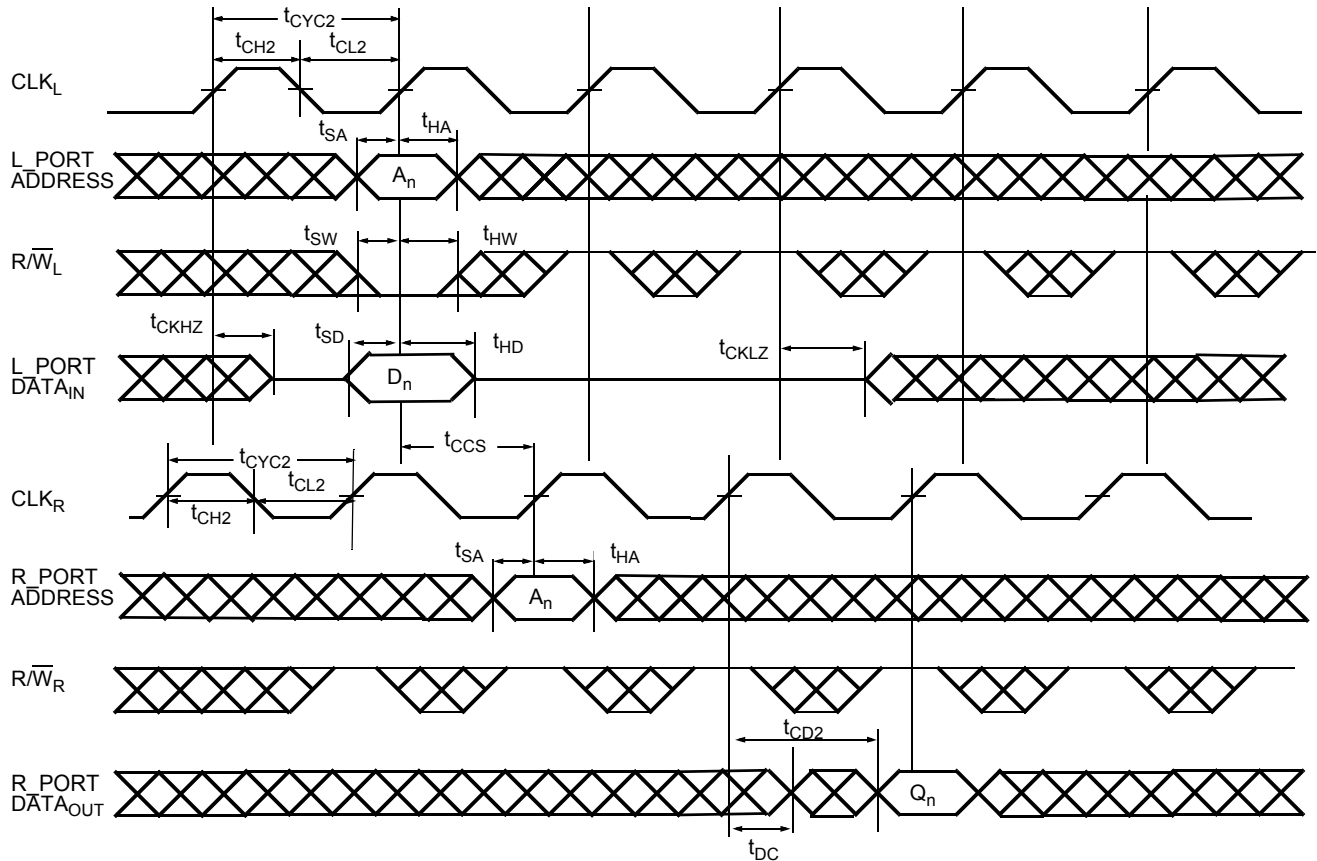 tCYC2
tCH2 tCL2
CLKL
tSA tHA
L_PORT
ADDRESS
An
tSW tHW
R/W̅L
tCKHZ tSD tHD tCKLZ
L_PORT
DATAIN
Dn
tCCS
tCYC2
tCL2
CLKR
tCH2
tSA tHA
R_PORT
ADDRESS
An
R/W̅R
tCD2
R_PORT
DATAOUT
Qn
tDC